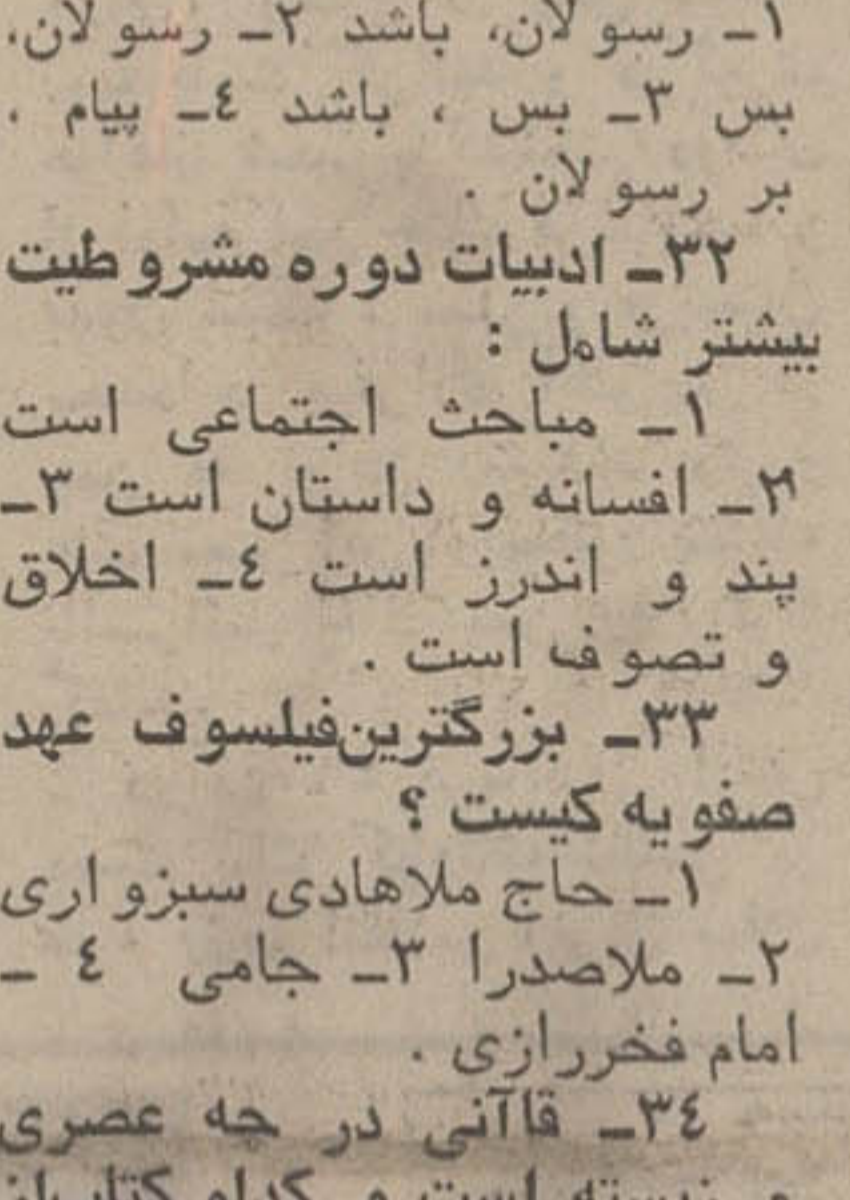 ۱ـ رسولان، باشد ۲ـ رسولان،
بس ۳ـ بس ، باشد ٤ـ پیام ،
بر رسولان .
۳۲ـ ادبیات دوره مشروطیت
بیشتر شامل :
۱ـ مباحث اجتماعی است
۲ـ افسانه و داستان است ۳ـ
پند و اندرز است ٤ـ اخلاق
و تصوف است .
۳۳ـ بزرگترین‌فیلسوف عهد
صفویه کیست ؟
۱ـ حاج ملاهادی سبزواری
۲ـ ملاصدرا ۳ـ جامی ٤ ـ
امام فخررازی .
۳٤ـ قاآنی در چه عصری
است و کدام